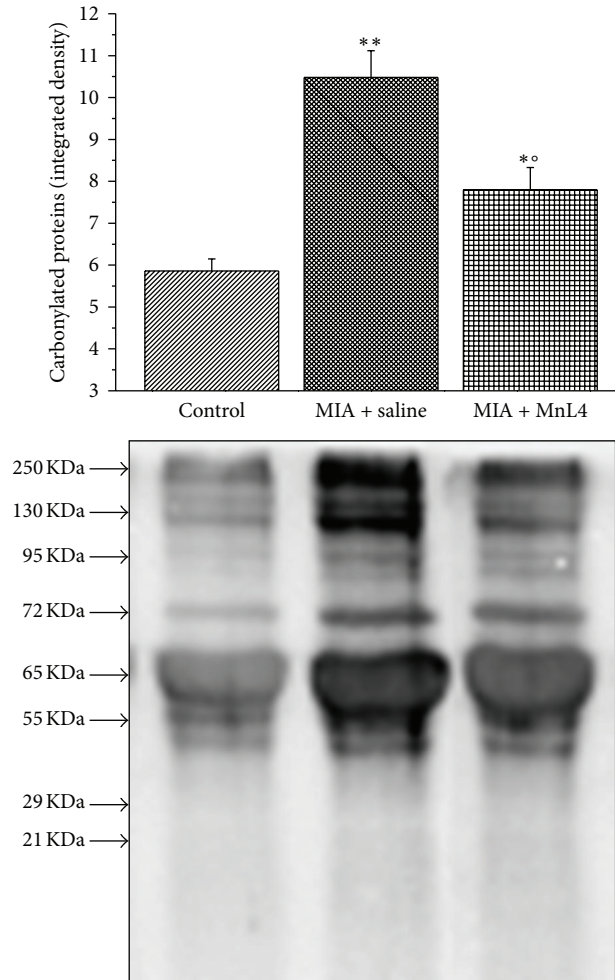 Carbonylated proteins (integrated density)
12
11
10
9
8
7
6
5
4
3
**
*°
Control MIA + saline MIA + MnL4
250 KDa
130 KDa
95 KDa
72 KDa
65 KDa
55 KDa
29 KDa
21 KDa